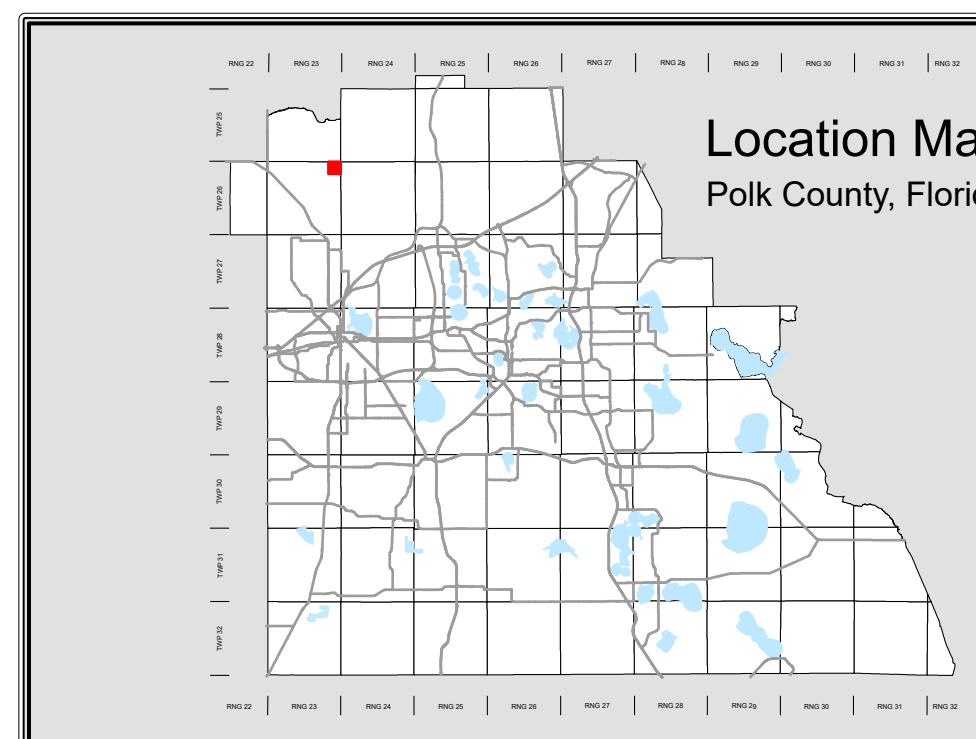 RNG 22 RNG 23 RNG 24 RNG 25 RNG 26 RNG 27 RNG 28 RNG 29 RNG 30 RNG 31 RNG 32
Location Ma
Polk County, Flori
TWP 25
TWP 26
TWP 27
TWP 28
TWP 29
TWP 30
TWP 31
TWP 32
RNG 22 RNG 23 RNG 24 RNG 25 RNG 26 RNG 27 RNG 28 RNG 29 RNG 30 RNG 31 RNG 32